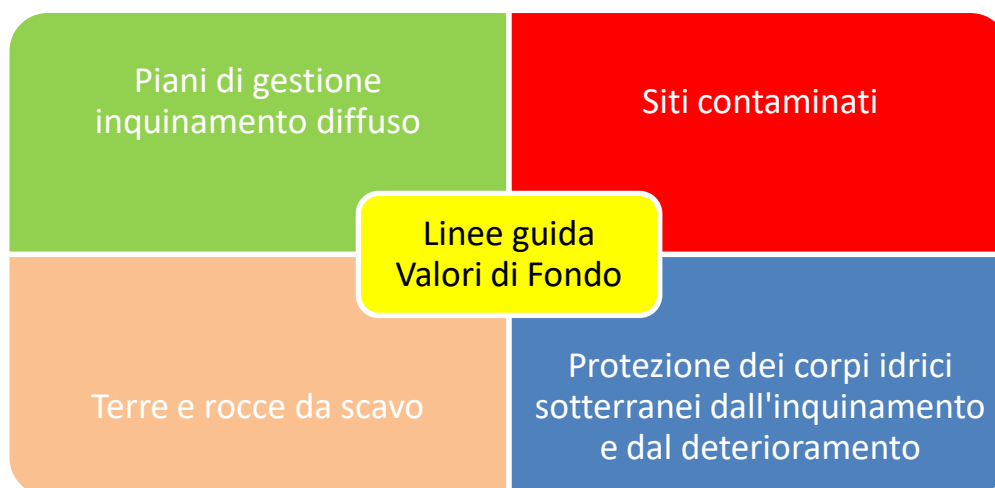 Piani di gestione
inquinamento diffuso
Siti contaminati
Linee guida
Valori di Fondo
Terre e rocce da scavo
Protezione dei corpi idrici
sotterranei dall'inquinamento
e dal deterioramento